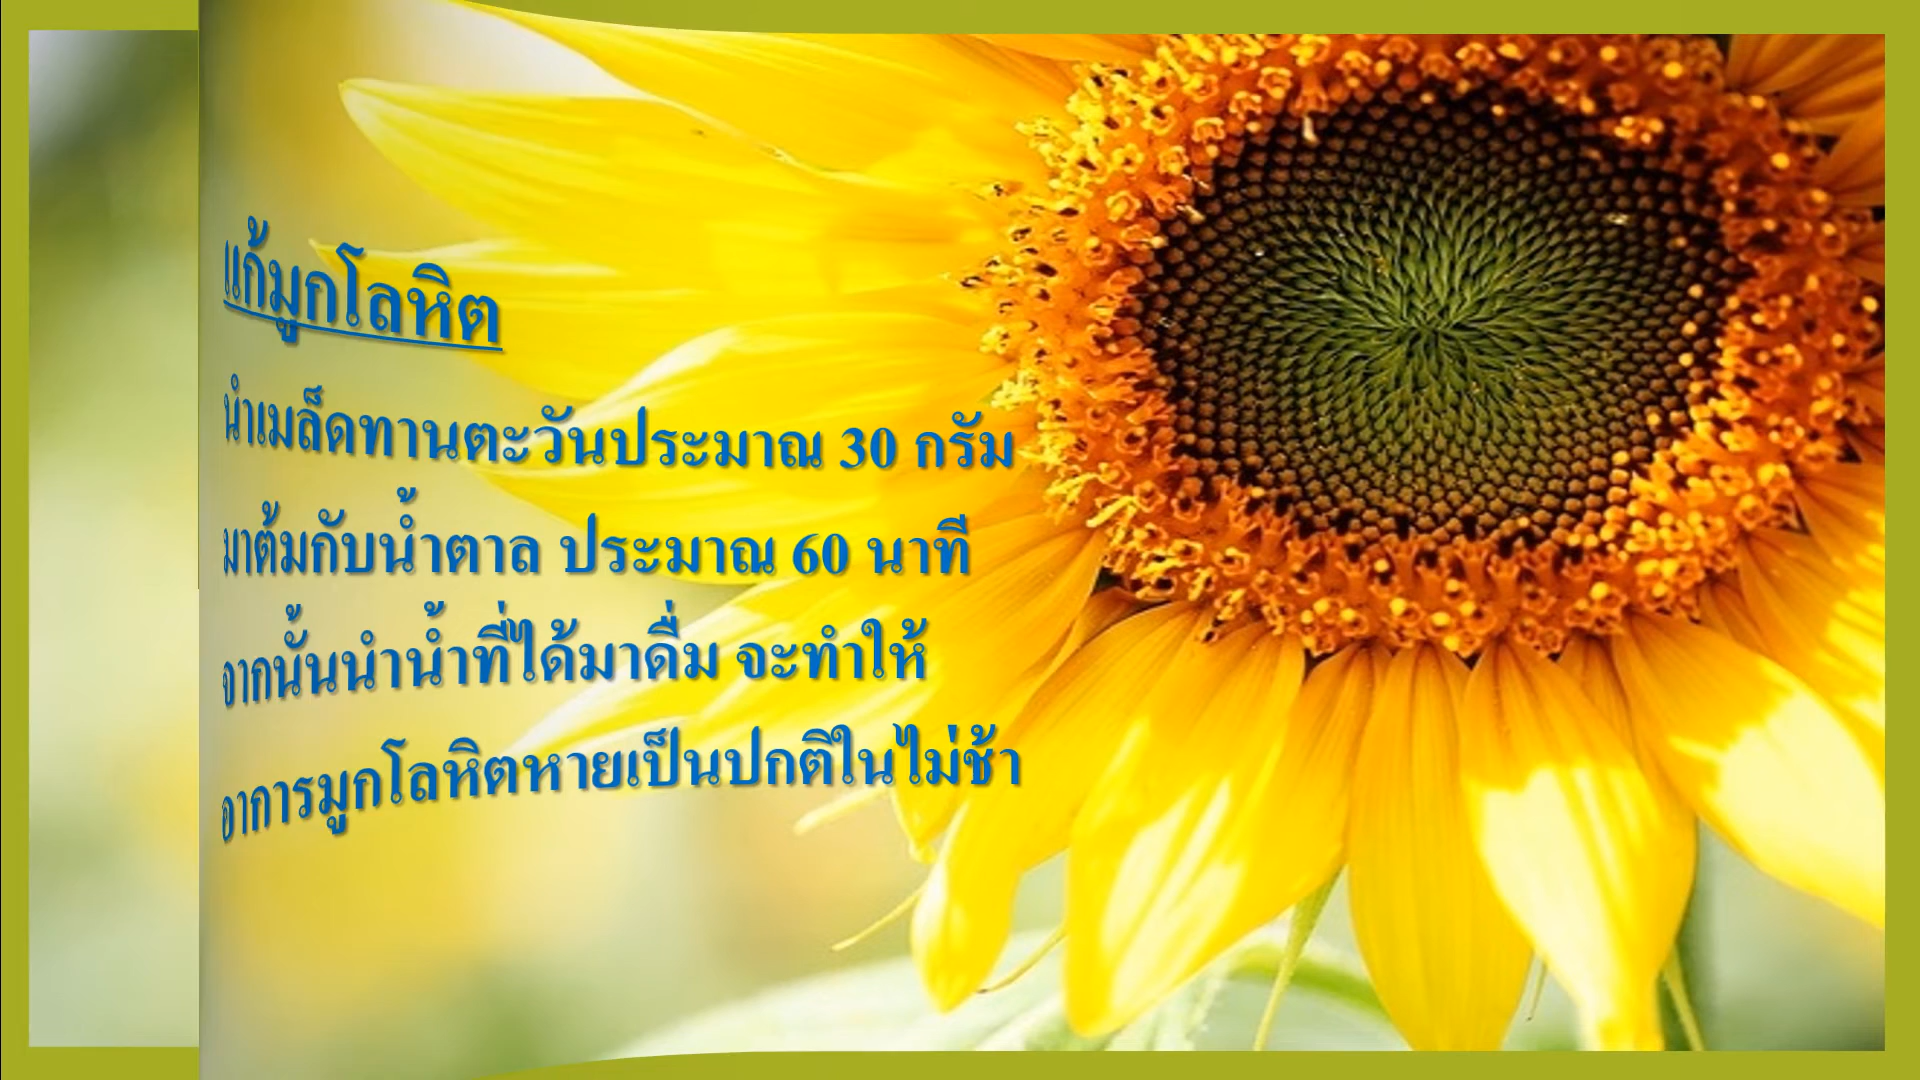 แก้มูกโลหิต
นำเมล็ดทานตะวันประมาณ 30 กรัม
มาต้มกับน้ำตาล ประมาณ 60 นาที
จากนั้นนำน้ำที่ได้มาดื่ม จะทำให้
อาการมูกโลหิตหายเป็นปกติในไม่ช้า